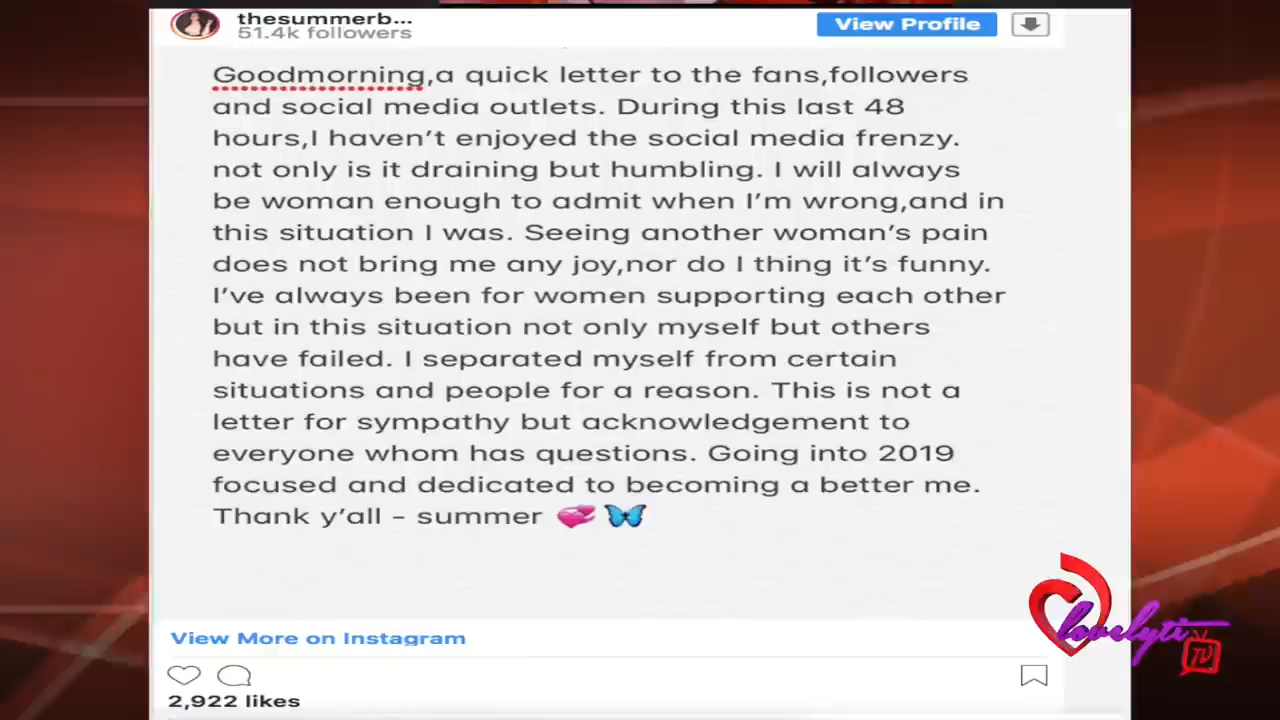 thesummerb...
51.4k followers
View Profile
Goodmorning,a quick letter to the fans,followers
and social media outlets. During this last 48
hours,I haven't enjoyed the social media frenzy.
not only is it draining but humbling. I will always
be woman enough to admit when I'm wrong,and in
this situation I was. Seeing another woman's pain
does not bring me any joy,nor do I thing it's funny.
I've always been for women supporting each other
but in this situation not only myself but others
have failed. I separated myself from certain
situations and people for a reason. This is not a
letter for sympathy but acknowledgement to
everyone whom has questions. Going into 2019
focused and dedicated to becoming a better me.
Thank y'all - summer 💞 🦋
View More on Instagram
2,922 likes
lovelyti
TV